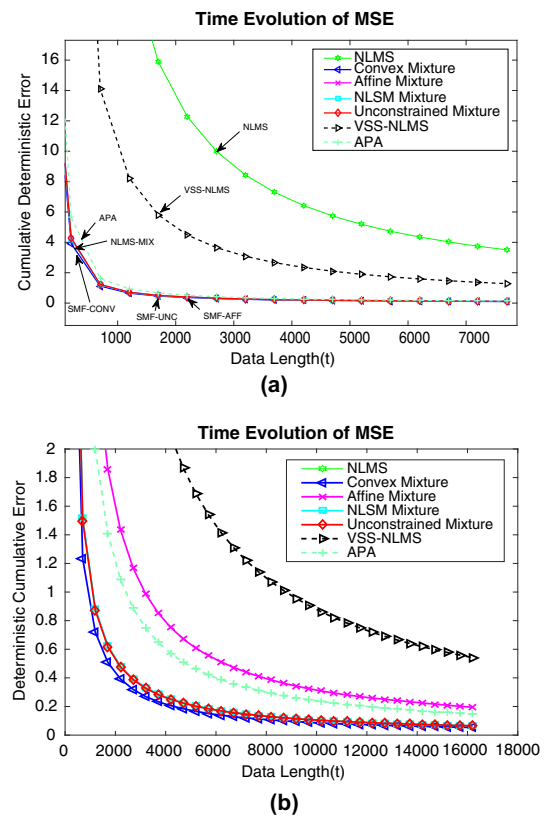 Time Evolution of MSE
Cumulative Deterministic Error
16
14
12
10
8
6
4
2
0
NLMS
Convex Mixture
Affine Mixture
NLSM Mixture
Unconstrained Mixture
VSS-NLMS
APA
NLMS
VSS-NLMS
APA
NLMS-MIX
SMF-CONV
SMF-UNC
SMF-AFF
1000 2000 3000 4000 5000 6000 7000
Data Length(t)
(a)
Time Evolution of MSE
Deterministic Cumulative Error
2
1.8
1.6
1.4
1.2
1
0.8
0.6
0.4
0.2
0
NLMS
Convex Mixture
Affine Mixture
NLSM Mixture
Unconstrained Mixture
VSS-NLMS
APA
0 2000 4000 6000 8000 10000 12000 14000 16000 18000
Data Length(t)
(b)